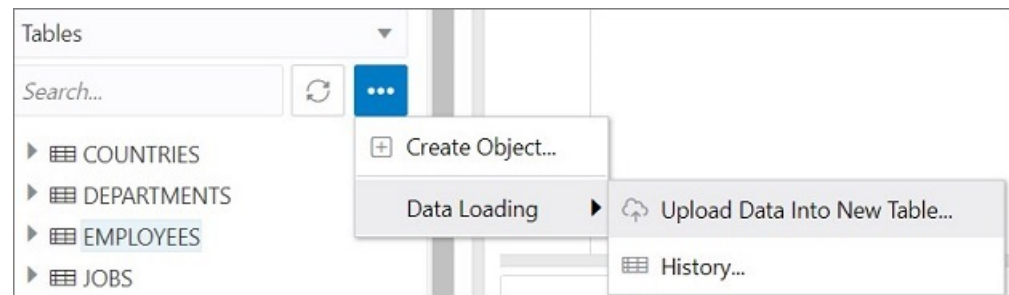 Tables
Search...
COUNTRIES
DEPARTMENTS
EMPLOYEES
JOBS
Create Object...
Data Loading
Upload Data Into New Table...
History...